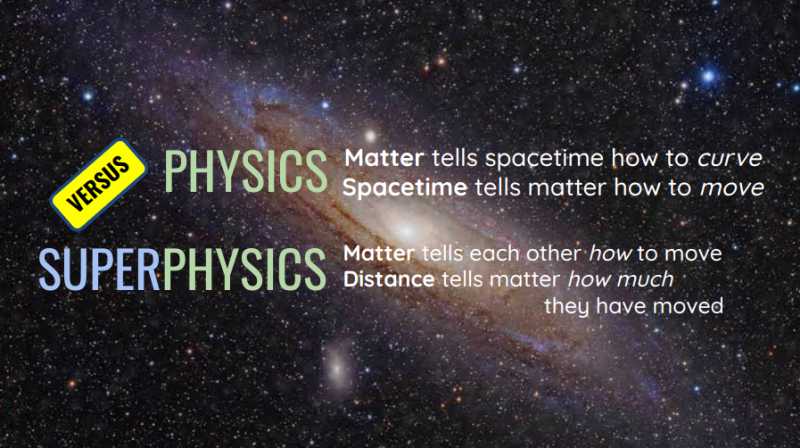 VERSUS
PHYSICS
Matter tells spacetime how to curve
Spacetime tells matter how to move
SUPERPHYSICS
Matter tells each other how to move
Distance tells matter how much
they have moved